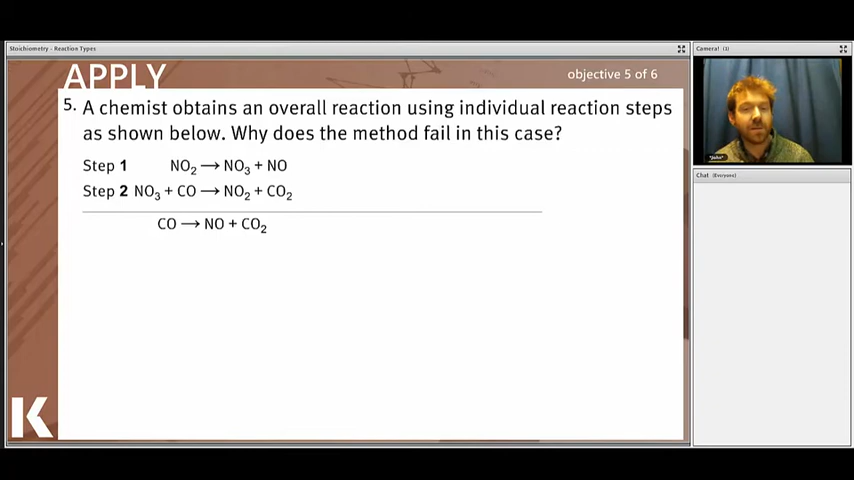 Stoichiometry - Reaction Types
Camera! (1)
APPLY
objective 5 of 6
5. A chemist obtains an overall reaction using individual reaction steps
as shown below. Why does the method fail in this case?
Step 1 NO₂ → NO₃ + NO
Step 2 NO₃ + CO → NO₂ + CO₂
CO → NO + CO₂
*John*
Chat (Everyone)
K